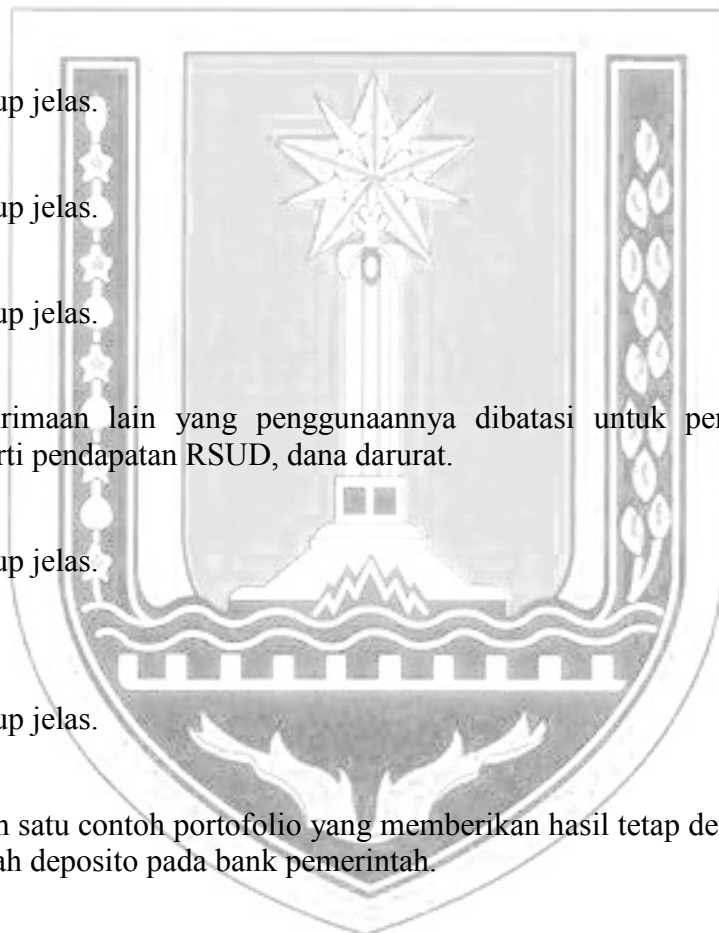 up jelas.
up jelas.
up jelas.
rimaan lain yang penggunaannya dibatasi untuk per
rti pendapatan RSUD, dana darurat.
up jelas.
up jelas.
n satu contoh portofolio yang memberikan hasil tetap de
ah deposito pada bank pemerintah.